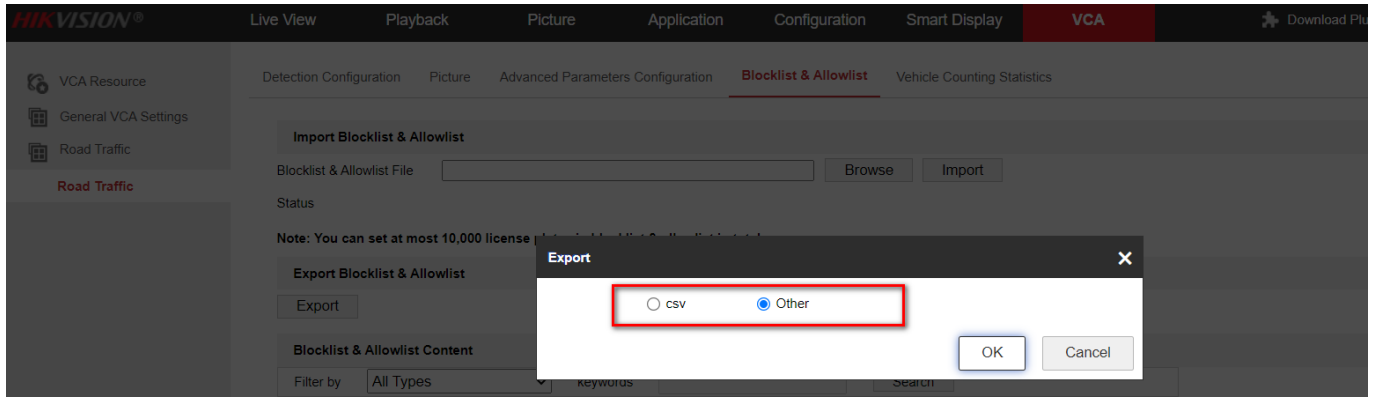 HIKVISION® Live View Playback Picture Application Configuration Smart Display VCA Download Plu
VCA Resource
General VCA Settings
Road Traffic
Road Traffic
Detection Configuration Picture Advanced Parameters Configuration Blocklist & Allowlist Vehicle Counting Statistics
Import Blocklist & Allowlist
Blocklist & Allowlist File Browse Import
Status
Note: You can set at most 10,000 license
Export
csv Other
OK Cancel
Export Blocklist & Allowlist
Export
Blocklist & Allowlist Content
Filter by All Types keywords Search